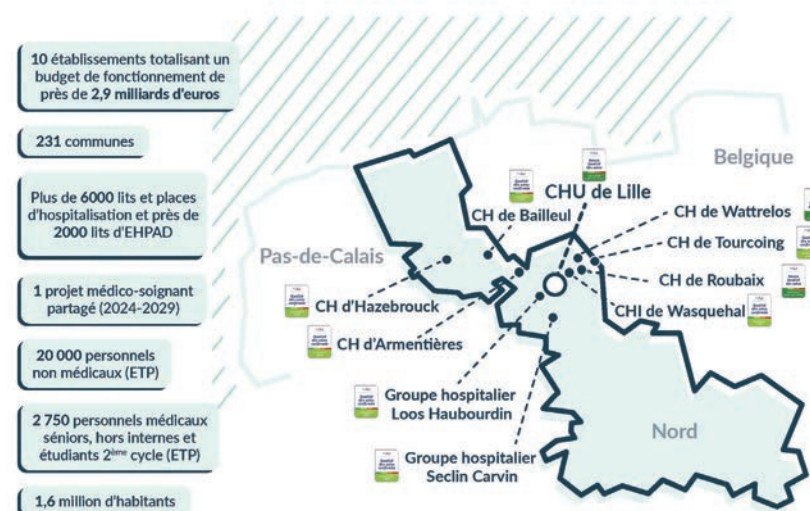 10 établissements totalisant un
budget de fonctionnement de
près de 2,9 milliards d'euros
231 communes
Plus de 6000 lits et places
d'hospitalisation et près de
2000 lits d'EHPAD
1 projet médico-soignant
partagé (2024-2029)
20 000 personnels
non médicaux (ETP)
2 750 personnels médicaux
séniors, hors internes et
étudiants 2ème cycle (ETP)
1,6 million d'habitants
Belgique
CHU de Lille
CH de Bailleul
CH de Wattrelos
CH de Tourcoing
Pas-de-Calais
CH de Roubaix
CH d'Hazebrouck
CHI de Wasquehal
CH d'Armentières
Groupe hospitalier
Loos Haubourdin
Nord
Groupe hospitalier
Seclin Carvin